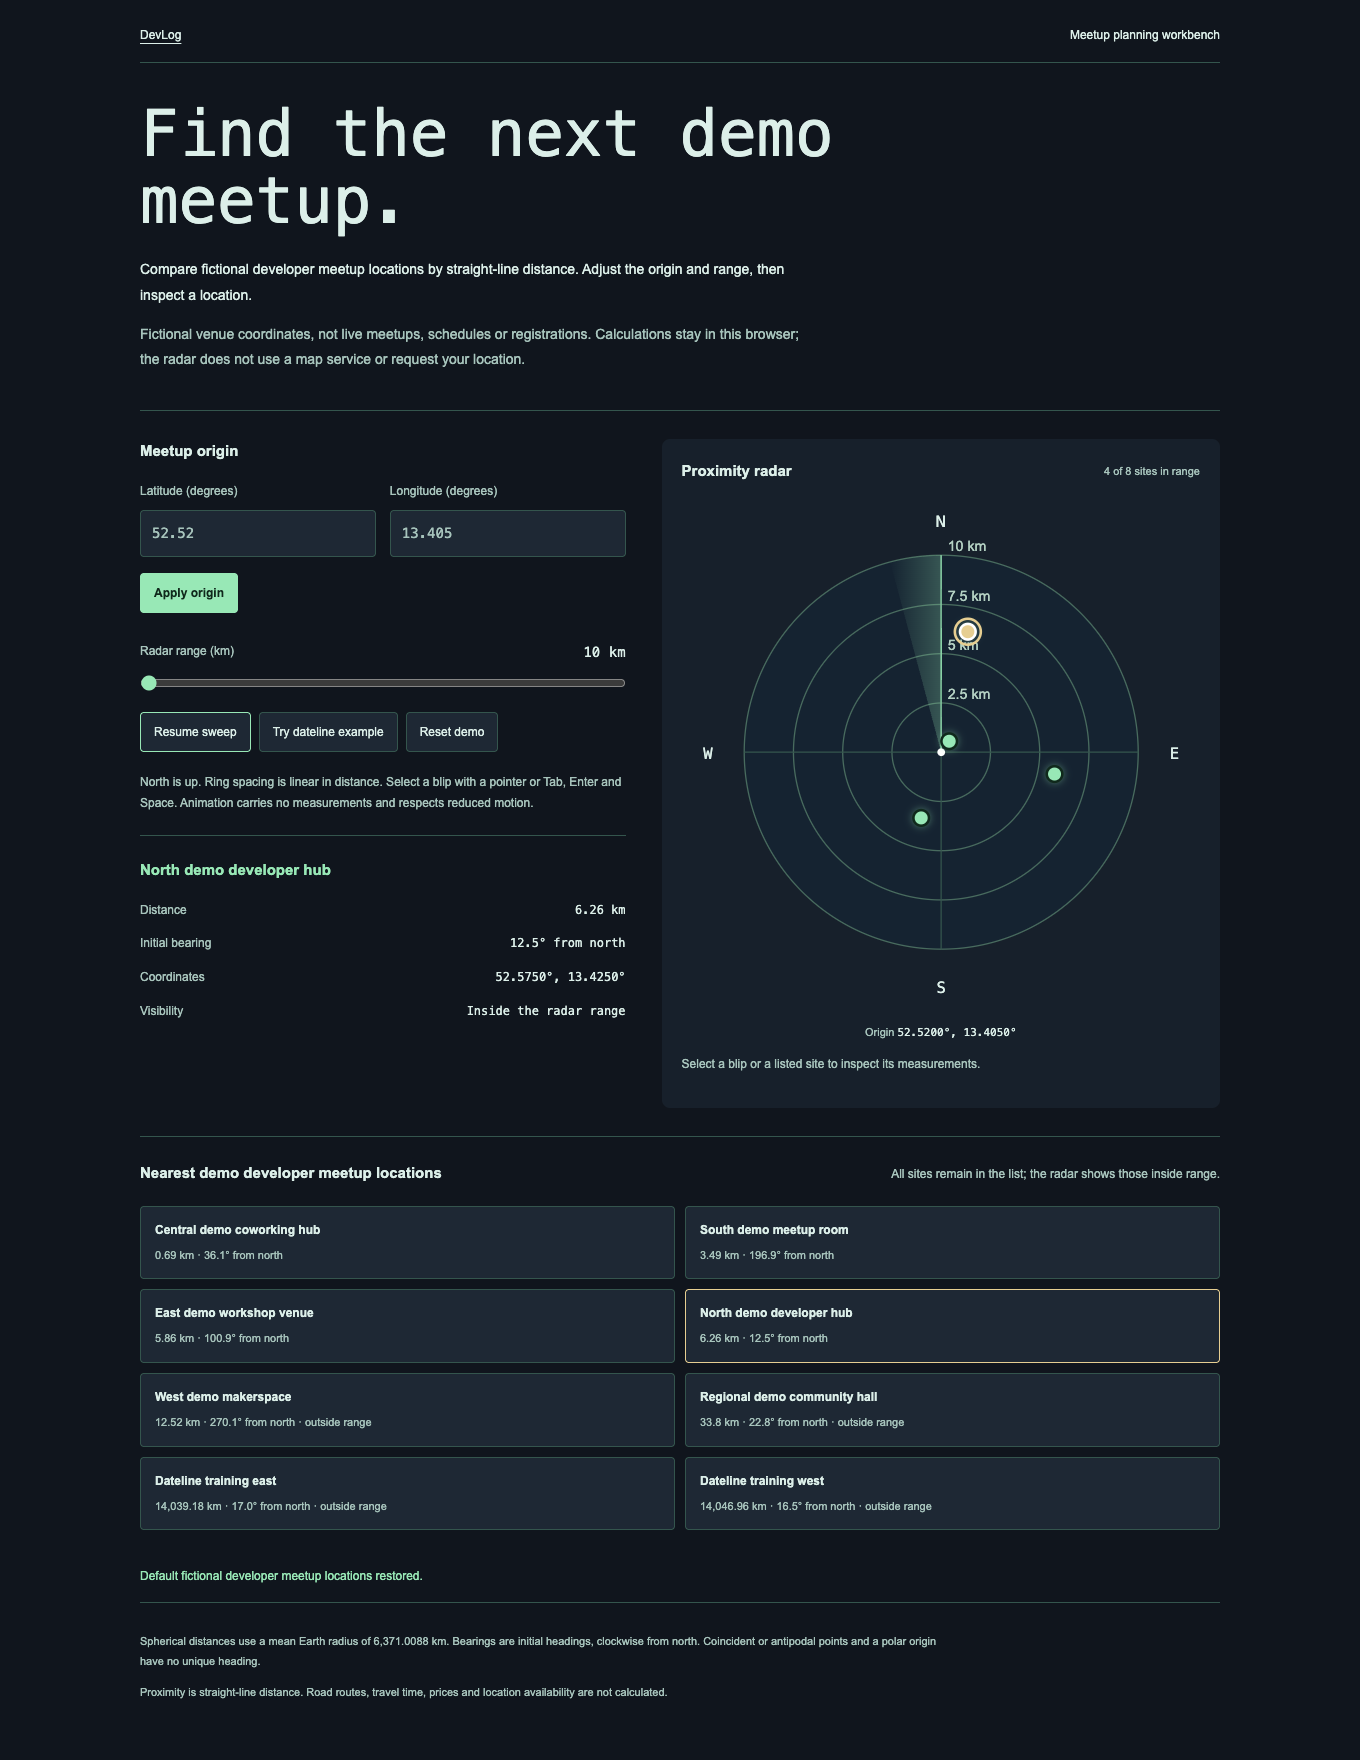 DevLog
Meetup planning workbench
Find the next demo
meetup.
Compare fictional developer meetup locations by straight-line distance. Adjust the origin and range, then
inspect a location.
Fictional venue coordinates, not live meetups, schedules or registrations. Calculations stay in this browser;
the radar does not use a map service or request your location.
Meetup origin
Latitude (degrees)
Longitude (degrees)
52.52
13.405
Apply origin
Radar range (km)
10 km
Resume sweep
Try dateline example
Reset demo
North is up. Ring spacing is linear in distance. Select a blip with a pointer or Tab, Enter and
Space. Animation carries no measurements and respects reduced motion.
North demo developer hub
Distance
6.26 km
Initial bearing
12.5° from north
Coordinates
52.5750°, 13.4250°
Visibility
Inside the radar range
Proximity radar
4 of 8 sites in range
N
10 km
7.5 km
5 km
2.5 km
W
E
S
Origin 52.5200°, 13.4050°
Select a blip or a listed site to inspect its measurements.
Nearest demo developer meetup locations
All sites remain in the list; the radar shows those inside range.
Central demo coworking hub
0.69 km · 36.1° from north
South demo meetup room
3.49 km · 196.9° from north
East demo workshop venue
5.86 km · 100.9° from north
North demo developer hub
6.26 km · 12.5° from north
West demo makerspace
12.52 km · 270.1° from north · outside range
Regional demo community hall
33.8 km · 22.8° from north · outside range
Dateline training east
14,039.18 km · 17.0° from north · outside range
Dateline training west
14,046.96 km · 16.5° from north · outside range
Default fictional developer meetup locations restored.
Spherical distances use a mean Earth radius of 6,371.0088 km. Bearings are initial headings, clockwise from north. Coincident or antipodal points and a polar origin
have no unique heading.
Proximity is straight-line distance. Road routes, travel time, prices and location availability are not calculated.